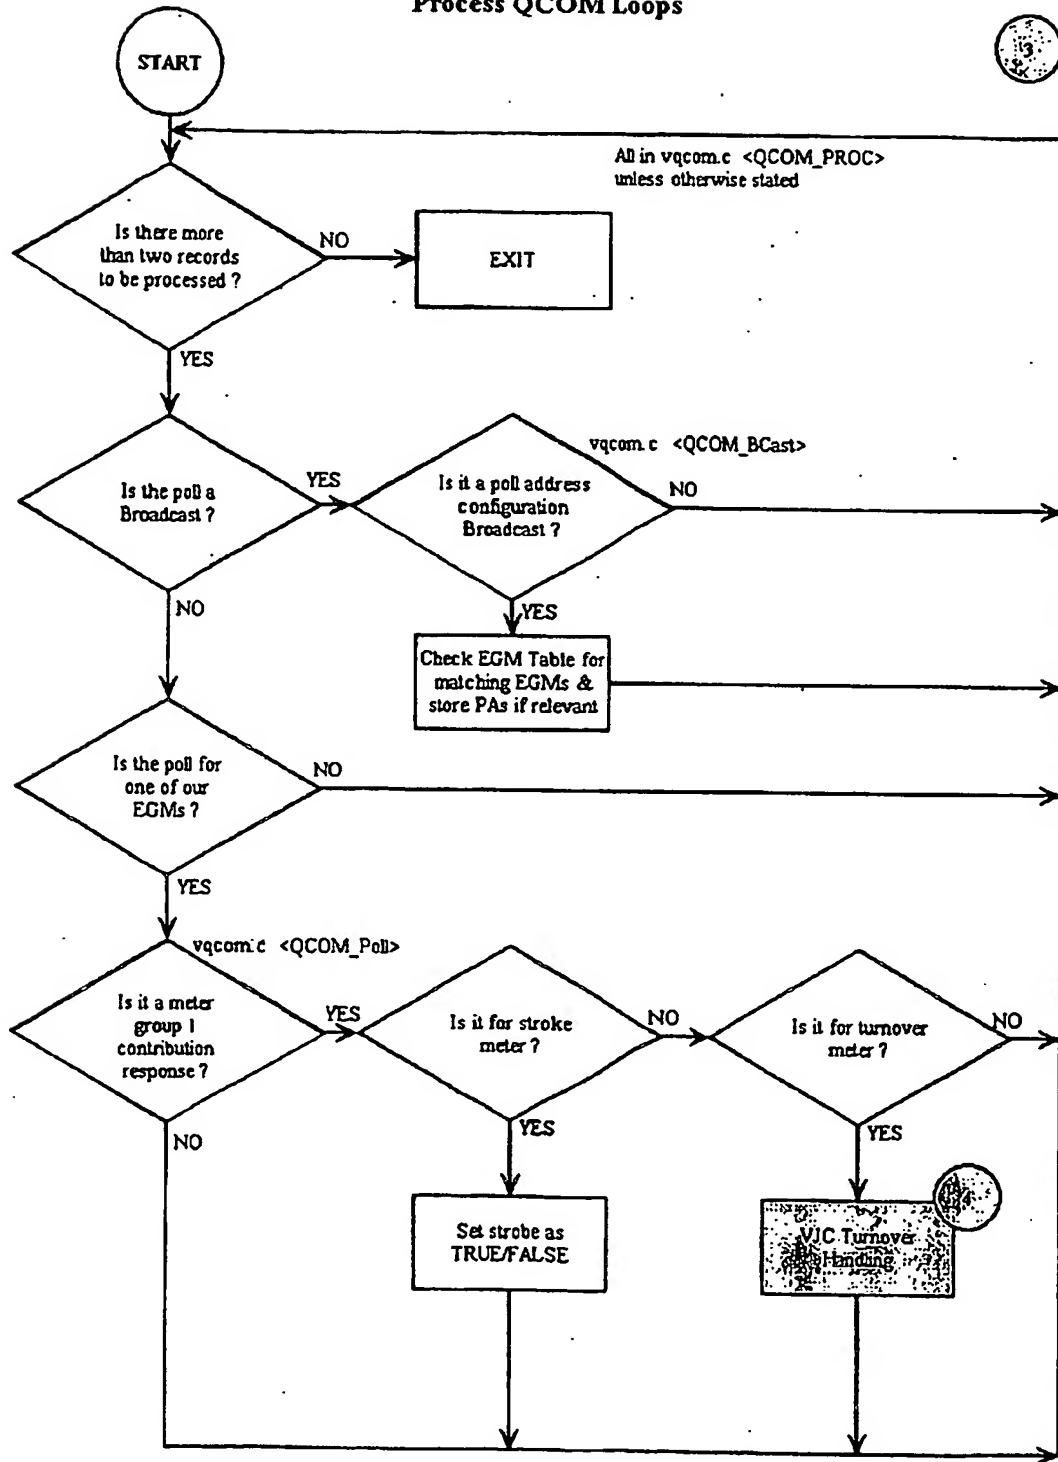 Process QCOM Loops
START
3
All in vqcom.c <QCOM_PROC>
unless otherwise stated
Is there more
than two records
to be processed ?
NO
EXIT
YES
vqcom.c <QCOM_BCast>
Is the poll a
Broadcast ?
YES
Is it a poll address
configuration
Broadcast ?
NO
NO
YES
Check EGM Table for
matching EGMs &
store PAs if relevant
Is the poll for
one of our
EGMs ?
NO
YES
vqcom.c <QCOM_Poll>
Is it a meter
group 1
contribution
response ?
YES
Is it for stroke
meter ?
NO
Is it for turnover
meter ?
NO
NO
YES
YES
Set strobe as
TRUE/FALSE
4
VJC Turnover
Handling